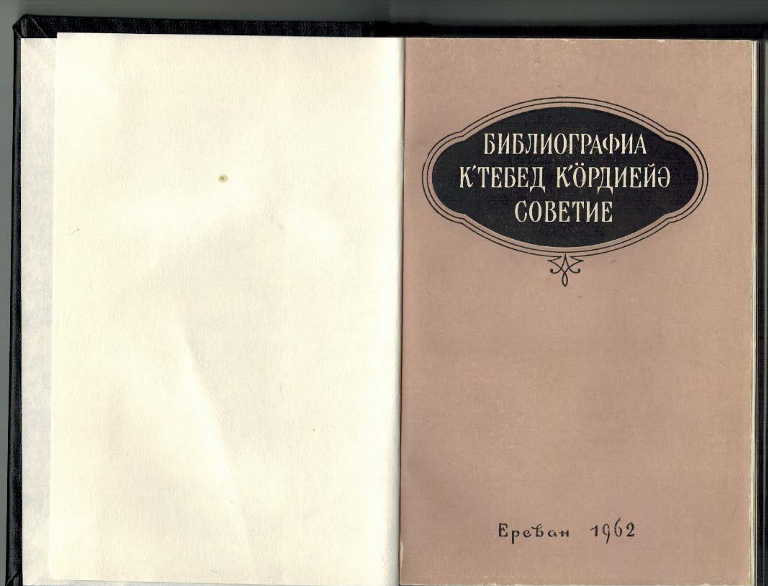 БИБЛИОГРАФИА
К'ТЕБЕД К'ӦРДИЕЙӘ
СОВЕТИЕ
Ереван 1962